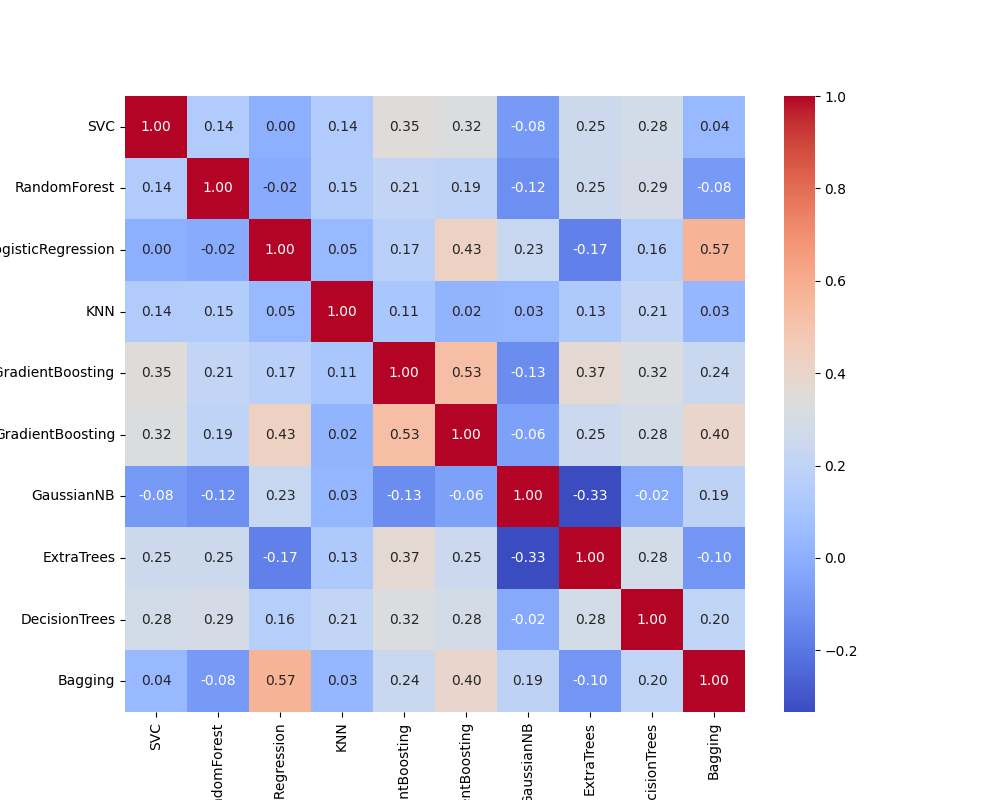 SVC 1.00 0.14 0.00 0.14 0.35 0.32 -0.08 0.25 0.28 0.04
RandomForest 0.14 1.00 -0.02 0.15 0.21 0.19 -0.12 0.25 0.29 -0.08
ogisticRegression 0.00 -0.02 1.00 0.05 0.17 0.43 0.23 -0.17 0.16 0.57
KNN 0.14 0.15 0.05 1.00 0.11 0.02 0.03 0.13 0.21 0.03
GradientBoosting 0.35 0.21 0.17 0.11 1.00 0.53 -0.13 0.37 0.32 0.24
GradientBoosting 0.32 0.19 0.43 0.02 0.53 1.00 -0.06 0.25 0.28 0.40
GaussianNB -0.08 -0.12 0.23 0.03 -0.13 -0.06 1.00 -0.33 -0.02 0.19
ExtraTrees 0.25 0.25 -0.17 0.13 0.37 0.25 -0.33 1.00 0.28 -0.10
DecisionTrees 0.28 0.29 0.16 0.21 0.32 0.28 -0.02 0.28 1.00 0.20
Bagging 0.04 -0.08 0.57 0.03 0.24 0.40 0.19 -0.10 0.20 1.00
SVC
ndomForest
Regression
KNN
ntBoosting
entBoosting
GaussianNB
ExtraTrees
cisionTrees
Bagging
1.0
0.8
0.6
0.4
0.2
0.0
−0.2